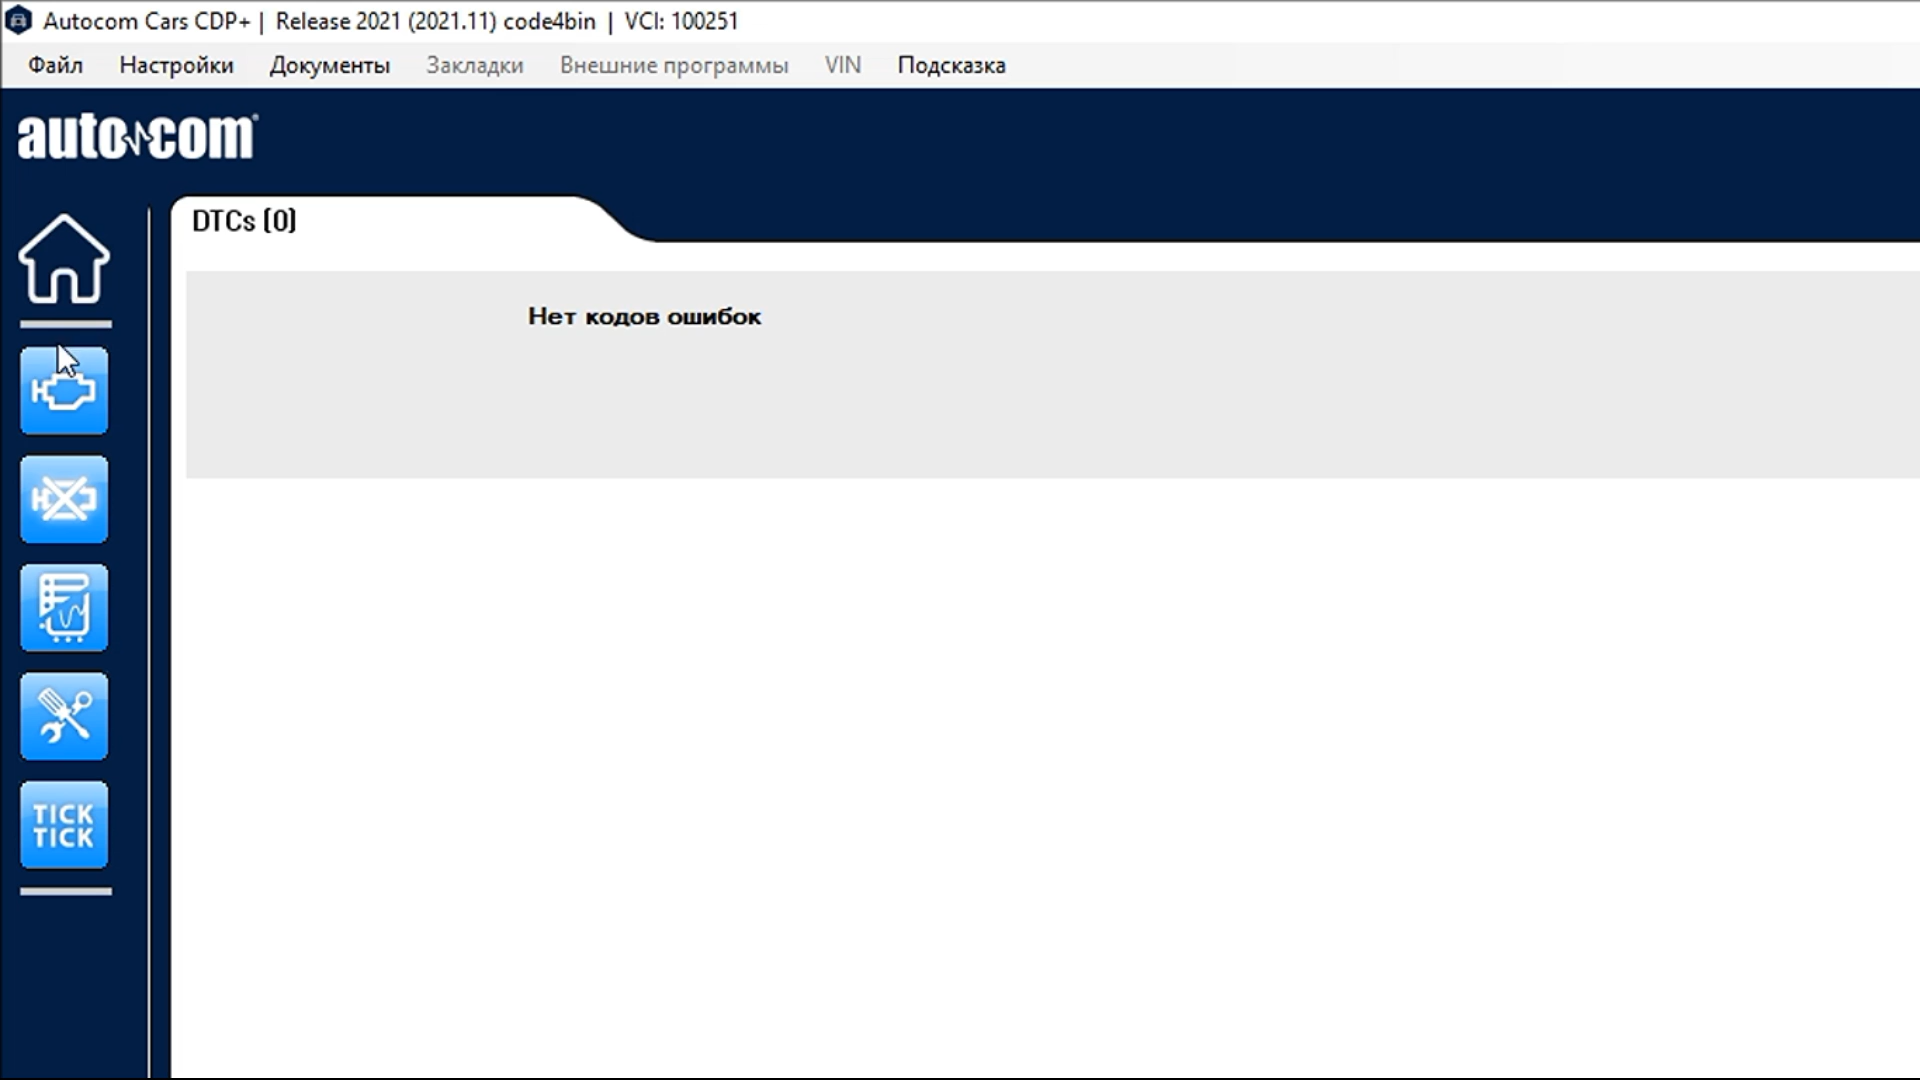 Autocom Cars CDP+ | Release 2021 (2021.11) code4bin | VCI: 100251
Файл Настройки Документы Закладки Внешние программы VIN Подсказка
autocom
DTCs (0)
Нет кодов ошибок
TICK
TICK